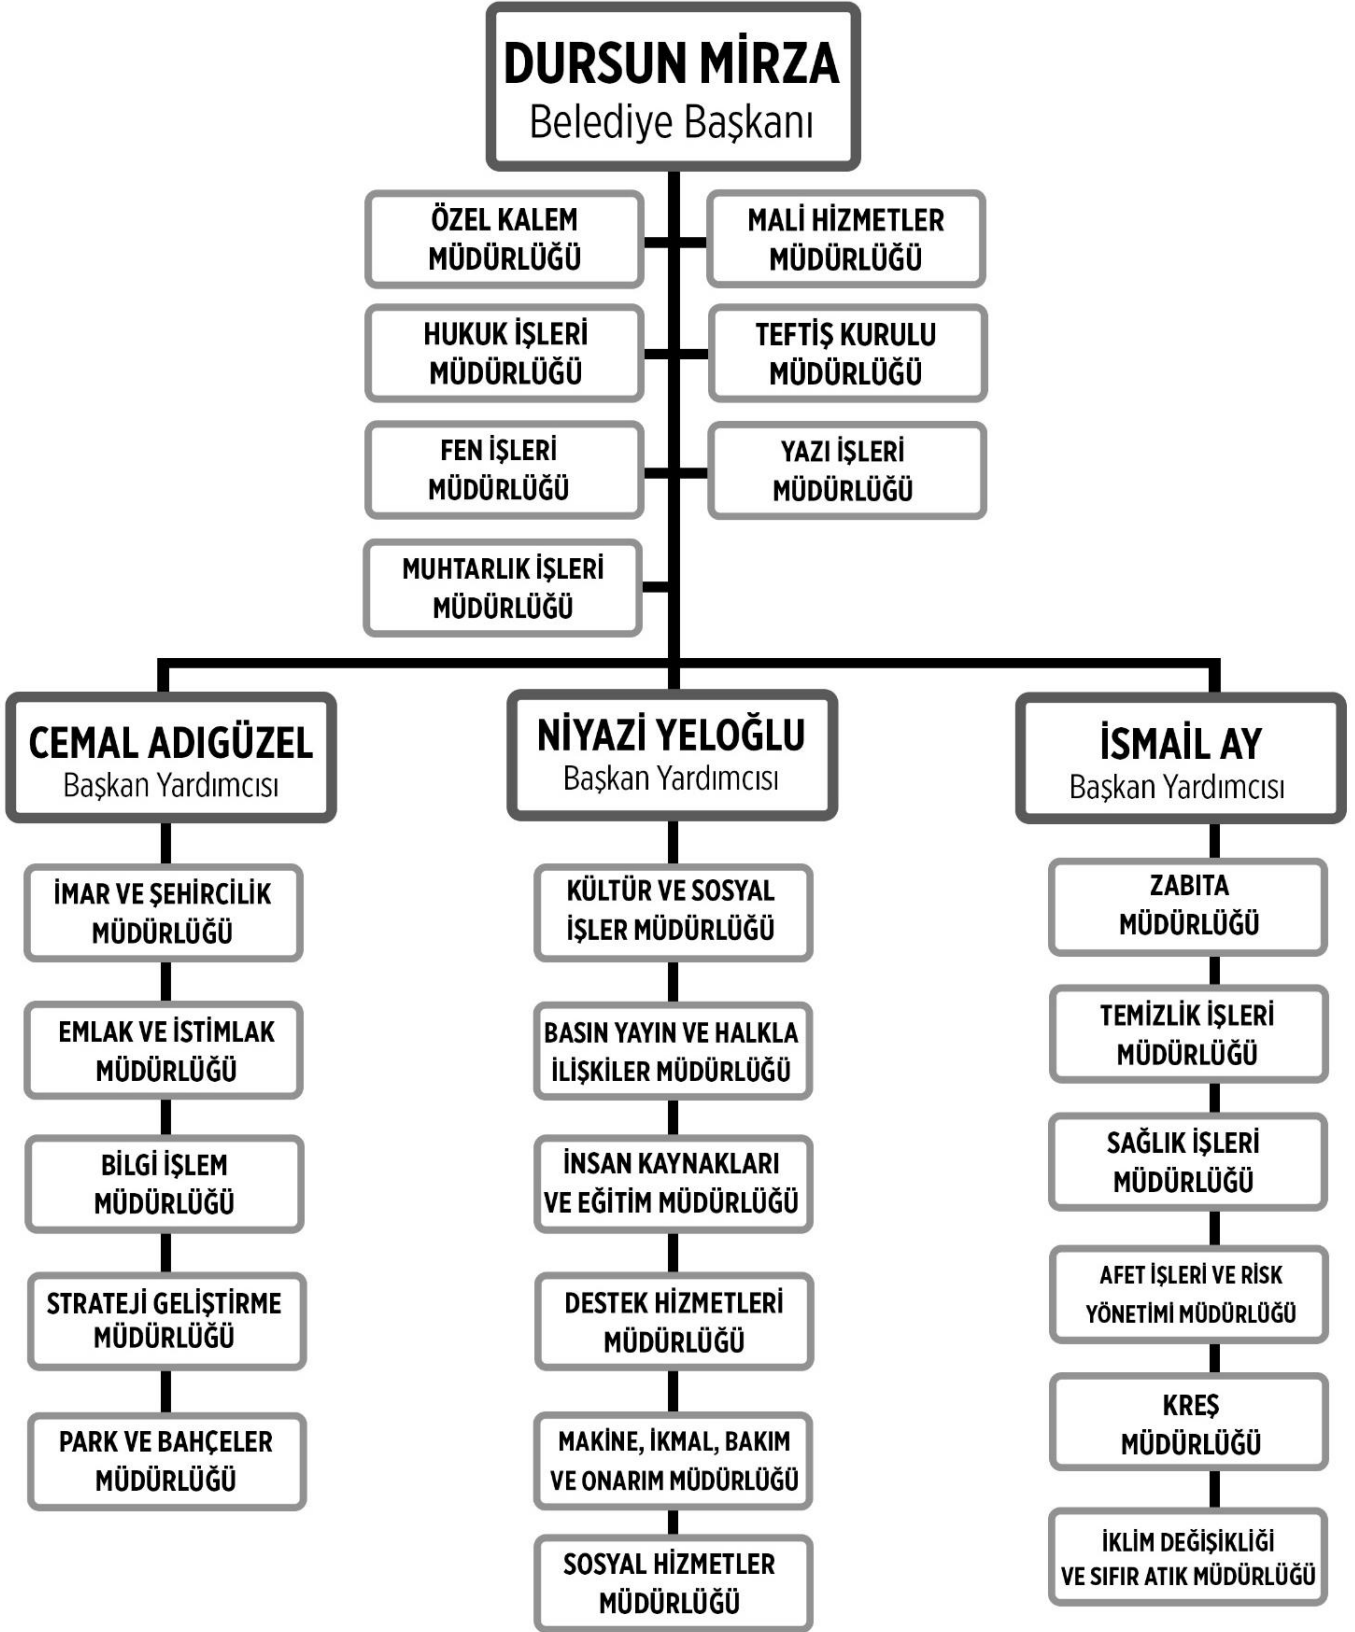 DURSUN MİRZA
Belediye Başkanı
ÖZEL KALEM
MÜDÜRLÜĞÜ
MALİ HİZMETLER
MÜDÜRLÜĞÜ
HUKUK İŞLERİ
MÜDÜRLÜĞÜ
TEFTİŞ KURULU
MÜDÜRLÜĞÜ
FEN İŞLERİ
MÜDÜRLÜĞÜ
YAZI İŞLERİ
MÜDÜRLÜĞÜ
MUHTARLIK İŞLERİ
MÜDÜRLÜĞÜ
CEMAL ADIGÜZEL
Başkan Yardımcısı
İMAR VE ŞEHİRCİLİK
MÜDÜRLÜĞÜ
EMLAK VE İSTİMLAK
MÜDÜRLÜĞÜ
BİLGİ İŞLEM
MÜDÜRLÜĞÜ
STRATEJİ GELİŞTİRME
MÜDÜRLÜĞÜ
PARK VE BAHÇELER
MÜDÜRLÜĞÜ
NİYAZİ YELOĞLU
Başkan Yardımcısı
KÜLTÜR VE SOSYAL
İŞLER MÜDÜRLÜĞÜ
BASIN YAYIN VE HALKLA
İLİŞKİLER MÜDÜRLÜĞÜ
İNSAN KAYNAKLARI
VE EĞİTİM MÜDÜRLÜĞÜ
DESTEK HİZMETLERİ
MÜDÜRLÜĞÜ
MAKİNE, İKMAL, BAKIM
VE ONARIM MÜDÜRLÜĞÜ
SOSYAL HİZMETLER
MÜDÜRLÜĞÜ
İSMAİL AY
Başkan Yardımcısı
ZABITA
MÜDÜRLÜĞÜ
TEMİZLİK İŞLERİ
MÜDÜRLÜĞÜ
SAĞLIK İŞLERİ
MÜDÜRLÜĞÜ
AFET İŞLERİ VE RİSK
YÖNETİMİ MÜDÜRLÜĞÜ
KREŞ
MÜDÜRLÜĞÜ
İKLİM DEĞİŞİKLİĞİ
VE SIFIR ATIK MÜDÜRLÜĞÜ